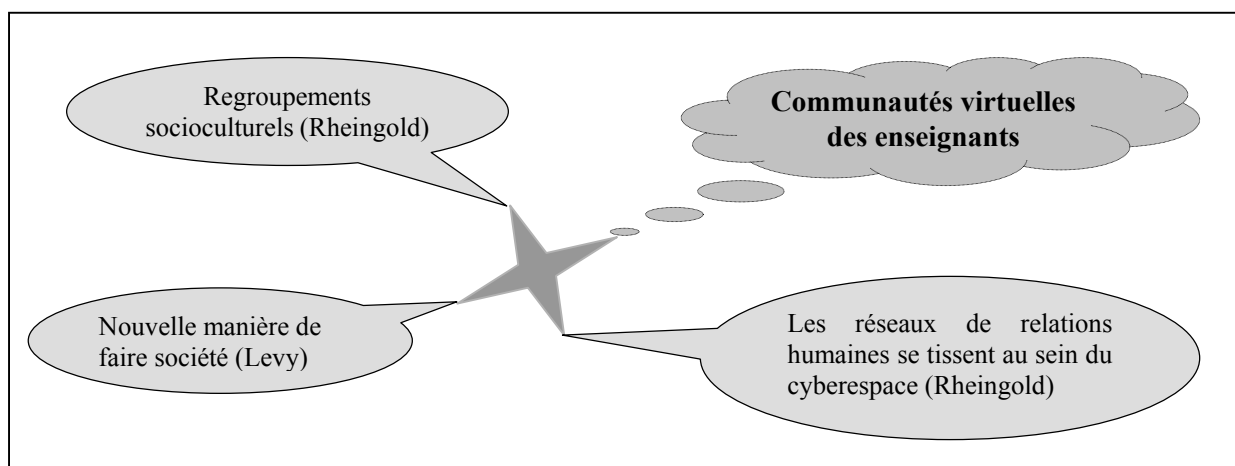 Regroupements
socioculturels (Rheingold)
Communautés virtuelles
des enseignants
Nouvelle manière de
faire société (Levy)
Les réseaux de relations
humaines se tissent au sein du
cyberespace (Rheingold)